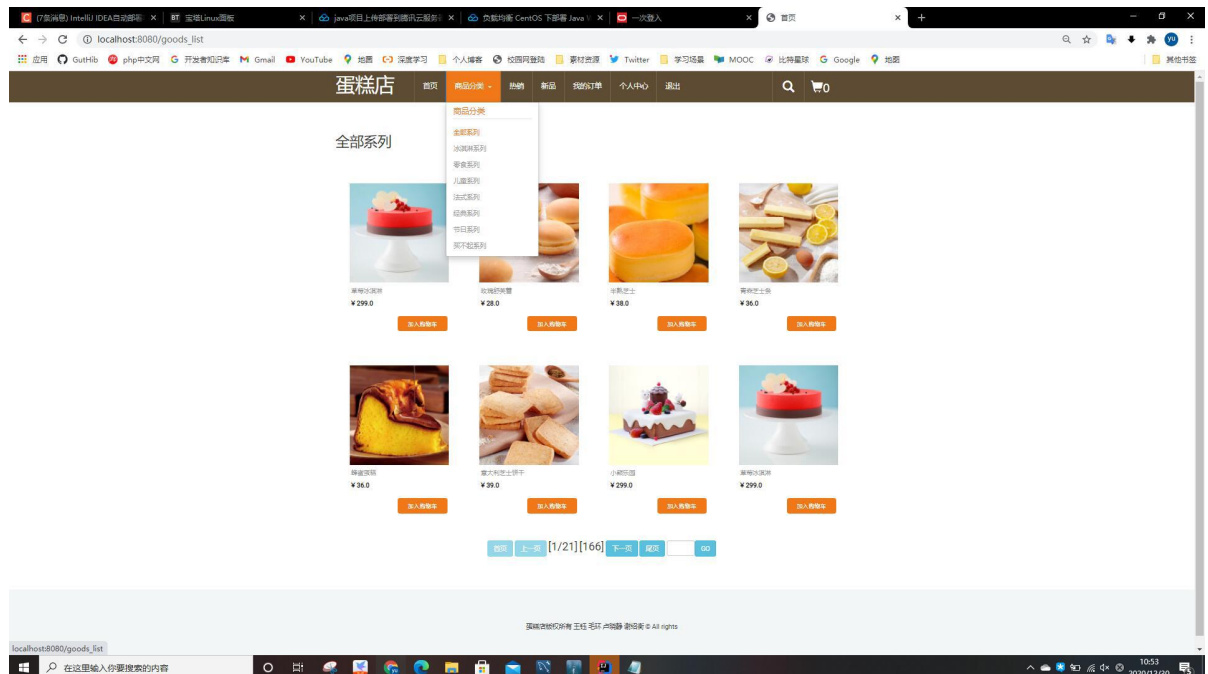 (7条消息) IntelliJ IDEA自动部署 宝塔Linux面板 java项目上传部署到腾讯云服务 负载均衡 CentOS 下部署 Java V 一次登入 首页
localhost:8080/goods_list
应用 GutHib php中文网 开发者知识库 Gmail YouTube 地图 深度学习 个人博客 校园网登陆 素材资源 Twitter 学习场景 MOOC 比特星球 Google 地图 其他书签
蛋糕店 首页 商品分类 热销 新品 我的订单 个人中心 退出 0
商品分类
全部系列
冰淇淋系列
零食系列
儿童系列
法式系列
经典系列
节日系列
买不起系列
全部系列
草莓冰淇淋 玫瑰舒芙蕾 半熟芝士 青柠芝士条
¥ 299.0 ¥ 28.0 ¥ 38.0 ¥ 36.0
加入购物车 加入购物车 加入购物车 加入购物车
蜂蜜蛋糕 意大利芝士饼干 小熊乐园 草莓冰淇淋
¥ 36.0 ¥ 39.0 ¥ 299.0 ¥ 299.0
加入购物车 加入购物车 加入购物车 加入购物车
首页 上一页 [1/21][166] 下一页 尾页 GO
蛋糕店版权所有 王钰 毛环 卢晓静 谢绍衡 © All rights
localhost:8080/goods_list
在这里输入你要搜索的内容
10:53
2020/12/20